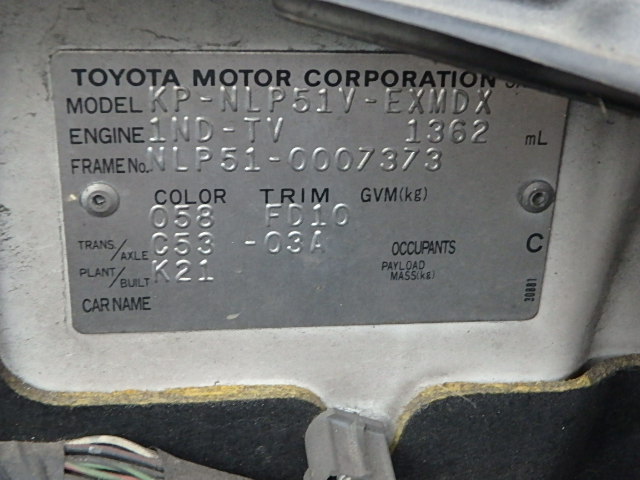 TOYOTA MOTOR CORPORATION
MODEL KP-NLP51V-EXMDX
ENGINE 1ND-TV 1362 mL
FRAME No. NLP51-0007373
COLOR TRIM GVM(kg)
058 FD10
TRANS./AXLE C53 -03A OCCUPANTS C
PLANT/BUILT K21 PAYLOAD MASS(kg)
CAR NAME
30881